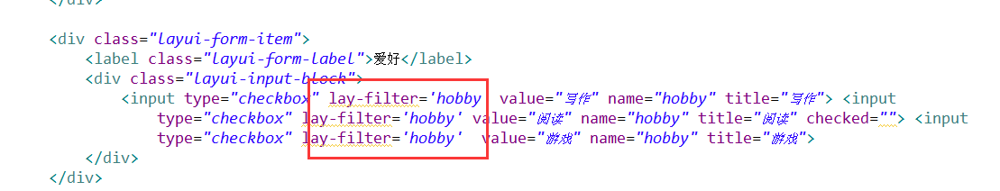 </div>
<div class="layui-form-item">
<label class="layui-form-label">爱好</label>
<div class="layui-input-block">
<input type="checkbox" lay-filter='hobby value="写作" name="hobby" title="写作"> <input
type="checkbox" lay-filter='hobby' value="阅读" name="hobby" title="阅读" checked=""> <input
type="checkbox" lay-filter='hobby' value="游戏" name="hobby" title="游戏">
</div>
</div>